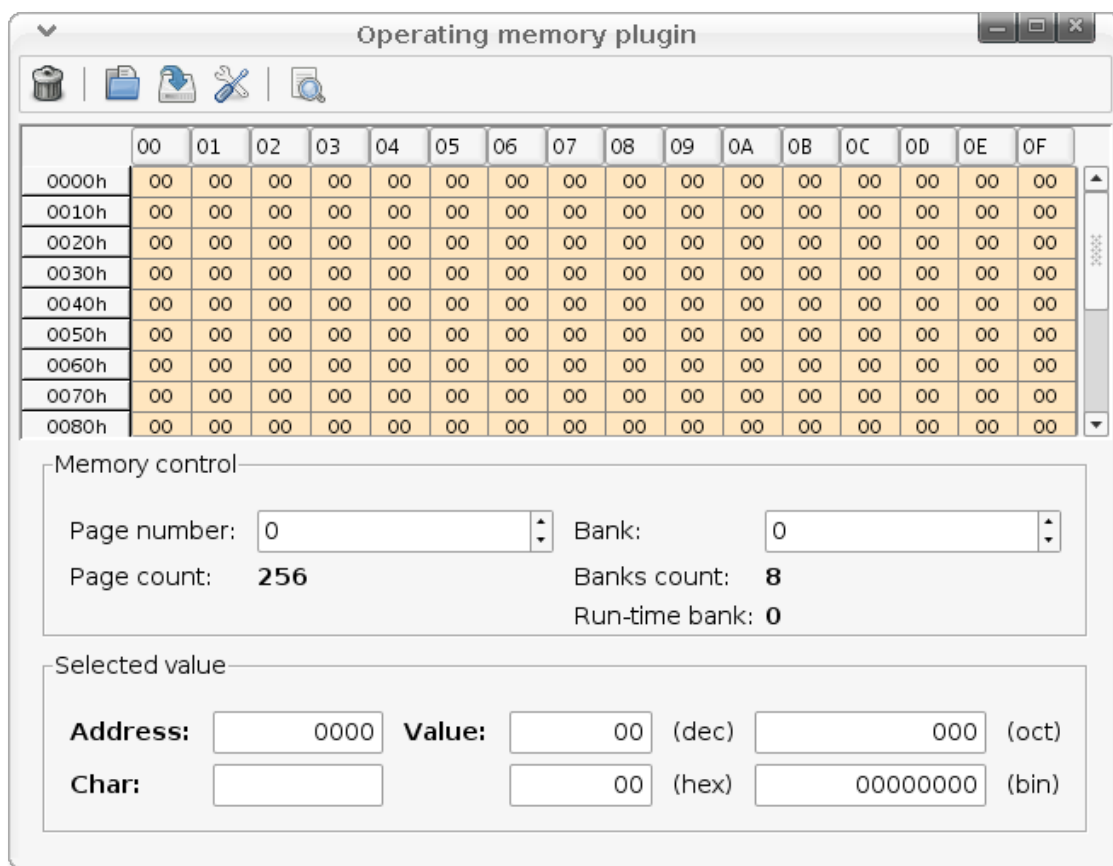 Operating memory plugin
00 01 02 03 04 05 06 07 08 09 0A 0B 0C 0D 0E 0F
0000h 00 00 00 00 00 00 00 00 00 00 00 00 00 00 00 00
0010h 00 00 00 00 00 00 00 00 00 00 00 00 00 00 00 00
0020h 00 00 00 00 00 00 00 00 00 00 00 00 00 00 00 00
0030h 00 00 00 00 00 00 00 00 00 00 00 00 00 00 00 00
0040h 00 00 00 00 00 00 00 00 00 00 00 00 00 00 00 00
0050h 00 00 00 00 00 00 00 00 00 00 00 00 00 00 00 00
0060h 00 00 00 00 00 00 00 00 00 00 00 00 00 00 00 00
0070h 00 00 00 00 00 00 00 00 00 00 00 00 00 00 00 00
0080h 00 00 00 00 00 00 00 00 00 00 00 00 00 00 00 00
Memory control
Page number: 0 Bank: 0
Page count: 256 Banks count: 8
Run-time bank: 0
Selected value
Address: 0000 Value: 00 (dec) 000 (oct)
Char: 00 (hex) 00000000 (bin)